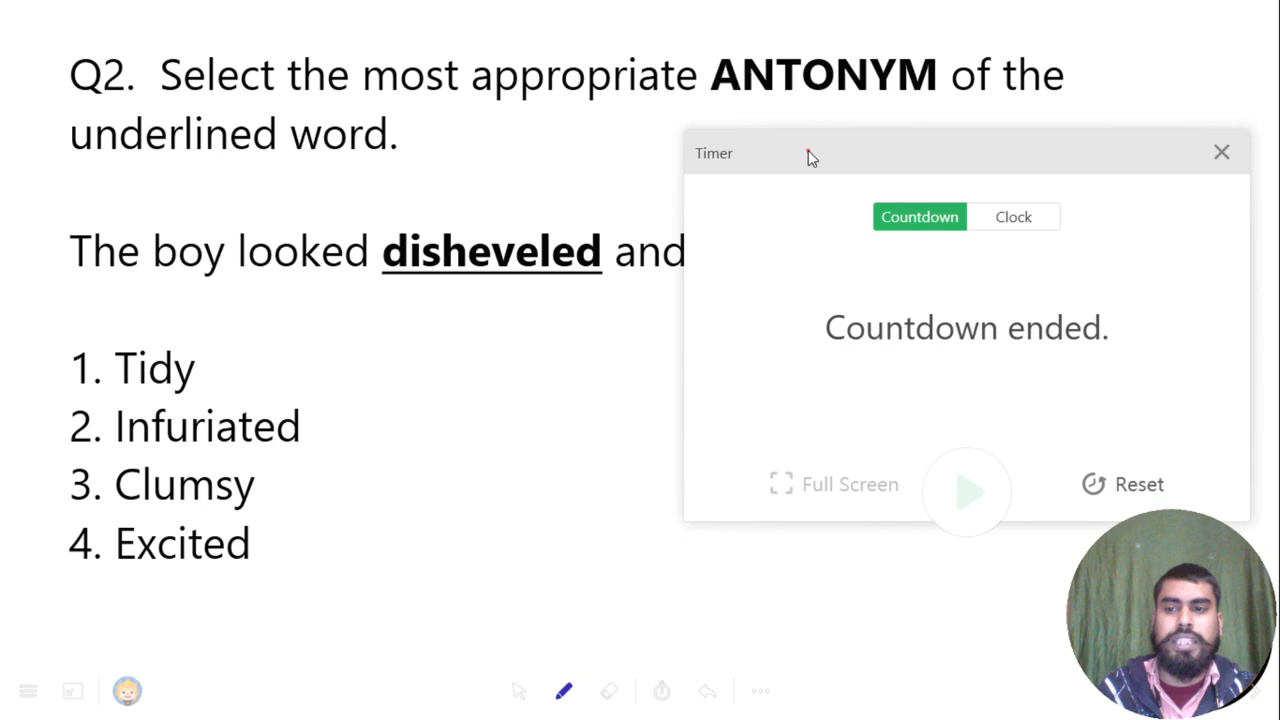 Q2. Select the most appropriate ANTONYM of the
underlined word.
Timer
Countdown Clock
The boy looked disheveled and
Countdown ended.
1. Tidy
2. Infuriated
3. Clumsy
Full Screen Reset
4. Excited